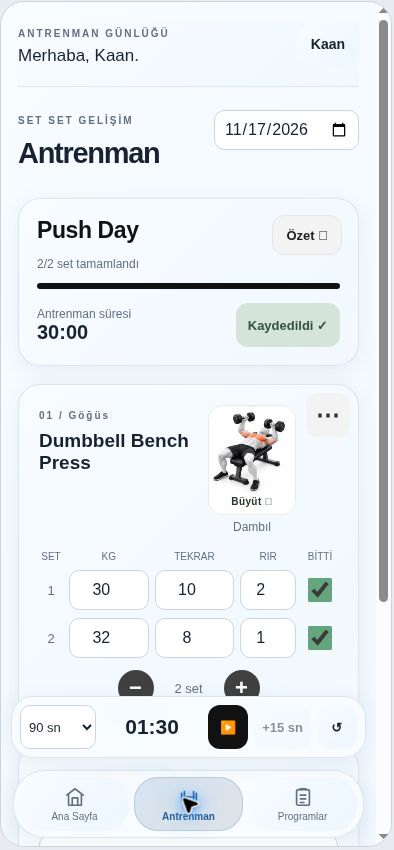 ANTRENMAN GÜNLÜĞÜ
Merhaba, Kaan.
Kaan
SET SET GELİŞİM
Antrenman
11/17/2026
Push Day
Özet
2/2 set tamamlandı
Antrenman süresi
30:00
Kaydedildi ✓
01 / Göğüs
Dumbbell Bench
Press
...
Büyüt
Dambıl
SET KG TEKRAR RIR BİTTİ
1 30 10 2
2 32 8 1
− 2 set +
90 sn 01:30 +15 sn ↺
Ana Sayfa Antrenman Programlar